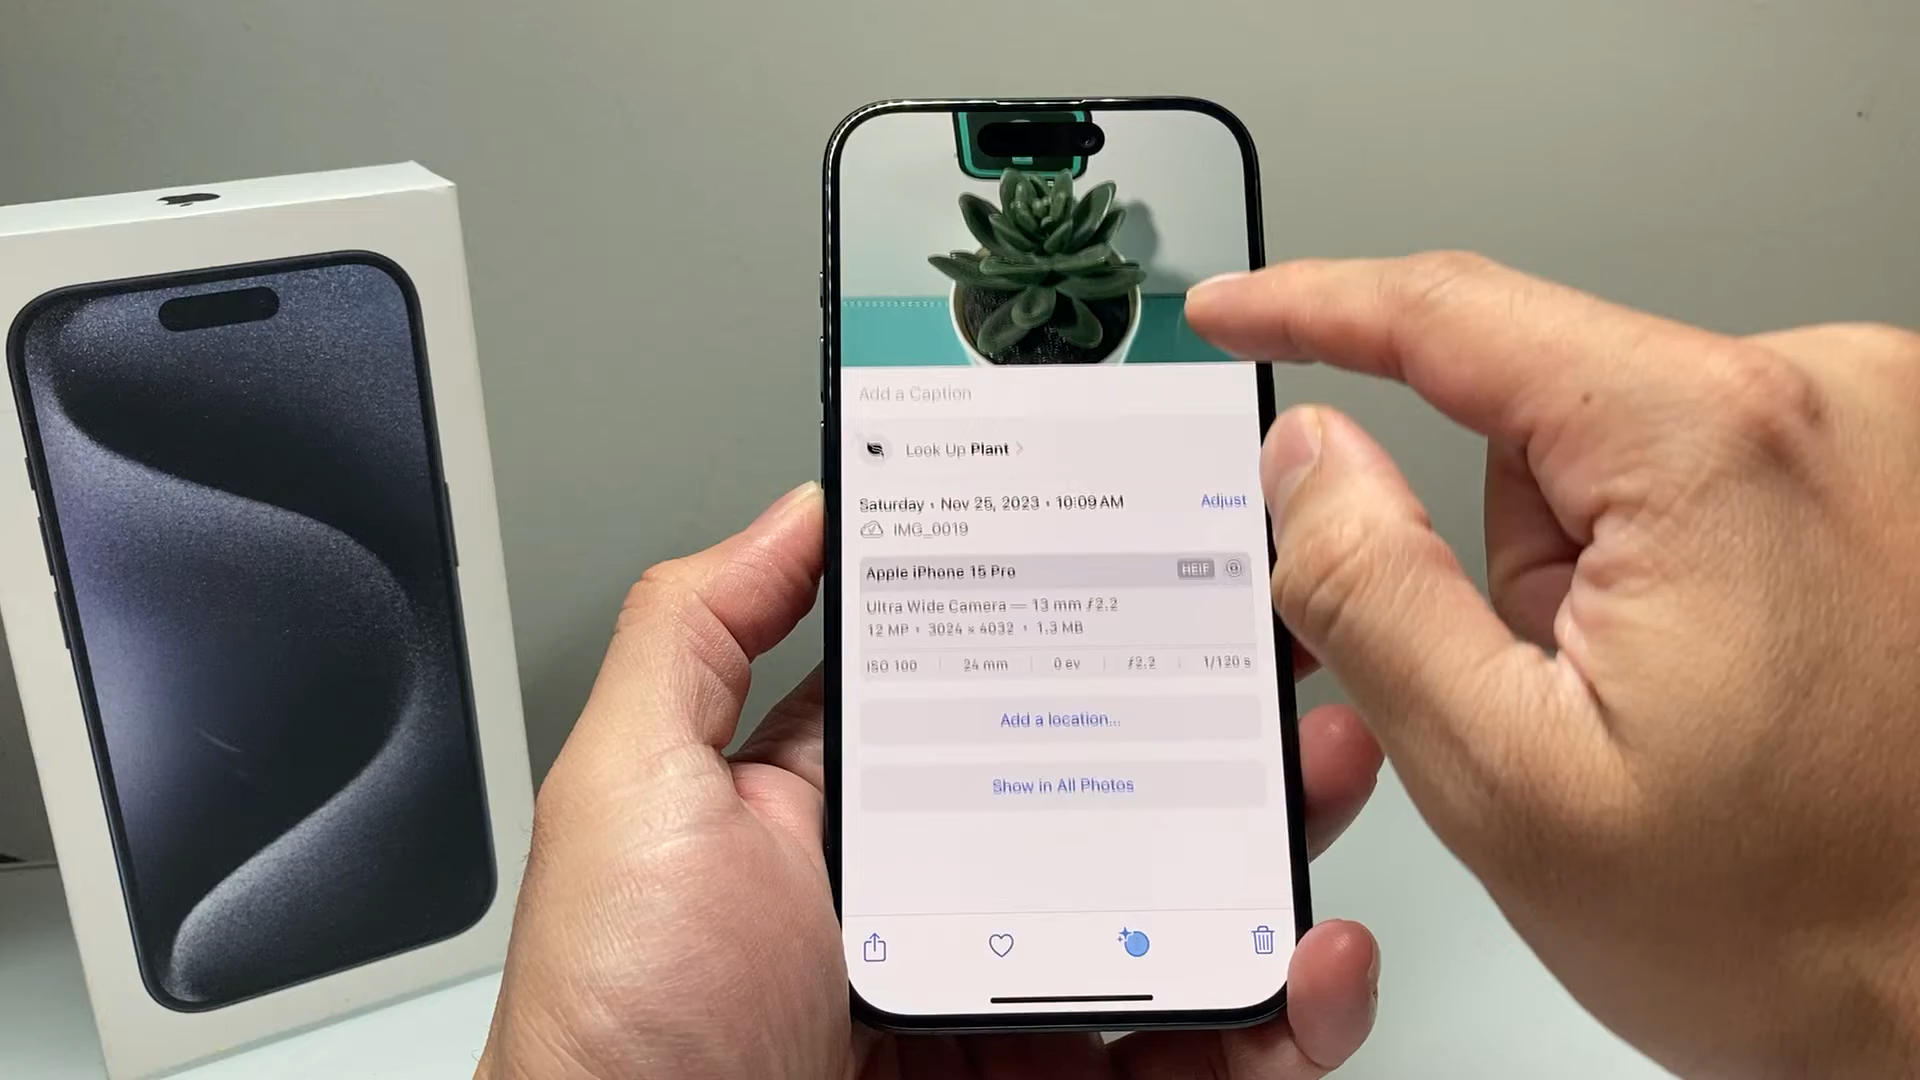 Add a Caption
Look Up Plant
Saturday • Nov 25, 2023 • 10:09 AM
Adjust
IMG_0019
Apple iPhone 15 Pro
HEIF
Ultra Wide Camera — 13 mm ƒ2.2
12 MP • 3024 × 4032 • 1.3 MB
ISO 100 24 mm 0 ev ƒ2.2 1/120 s
Add a location...
Show in All Photos